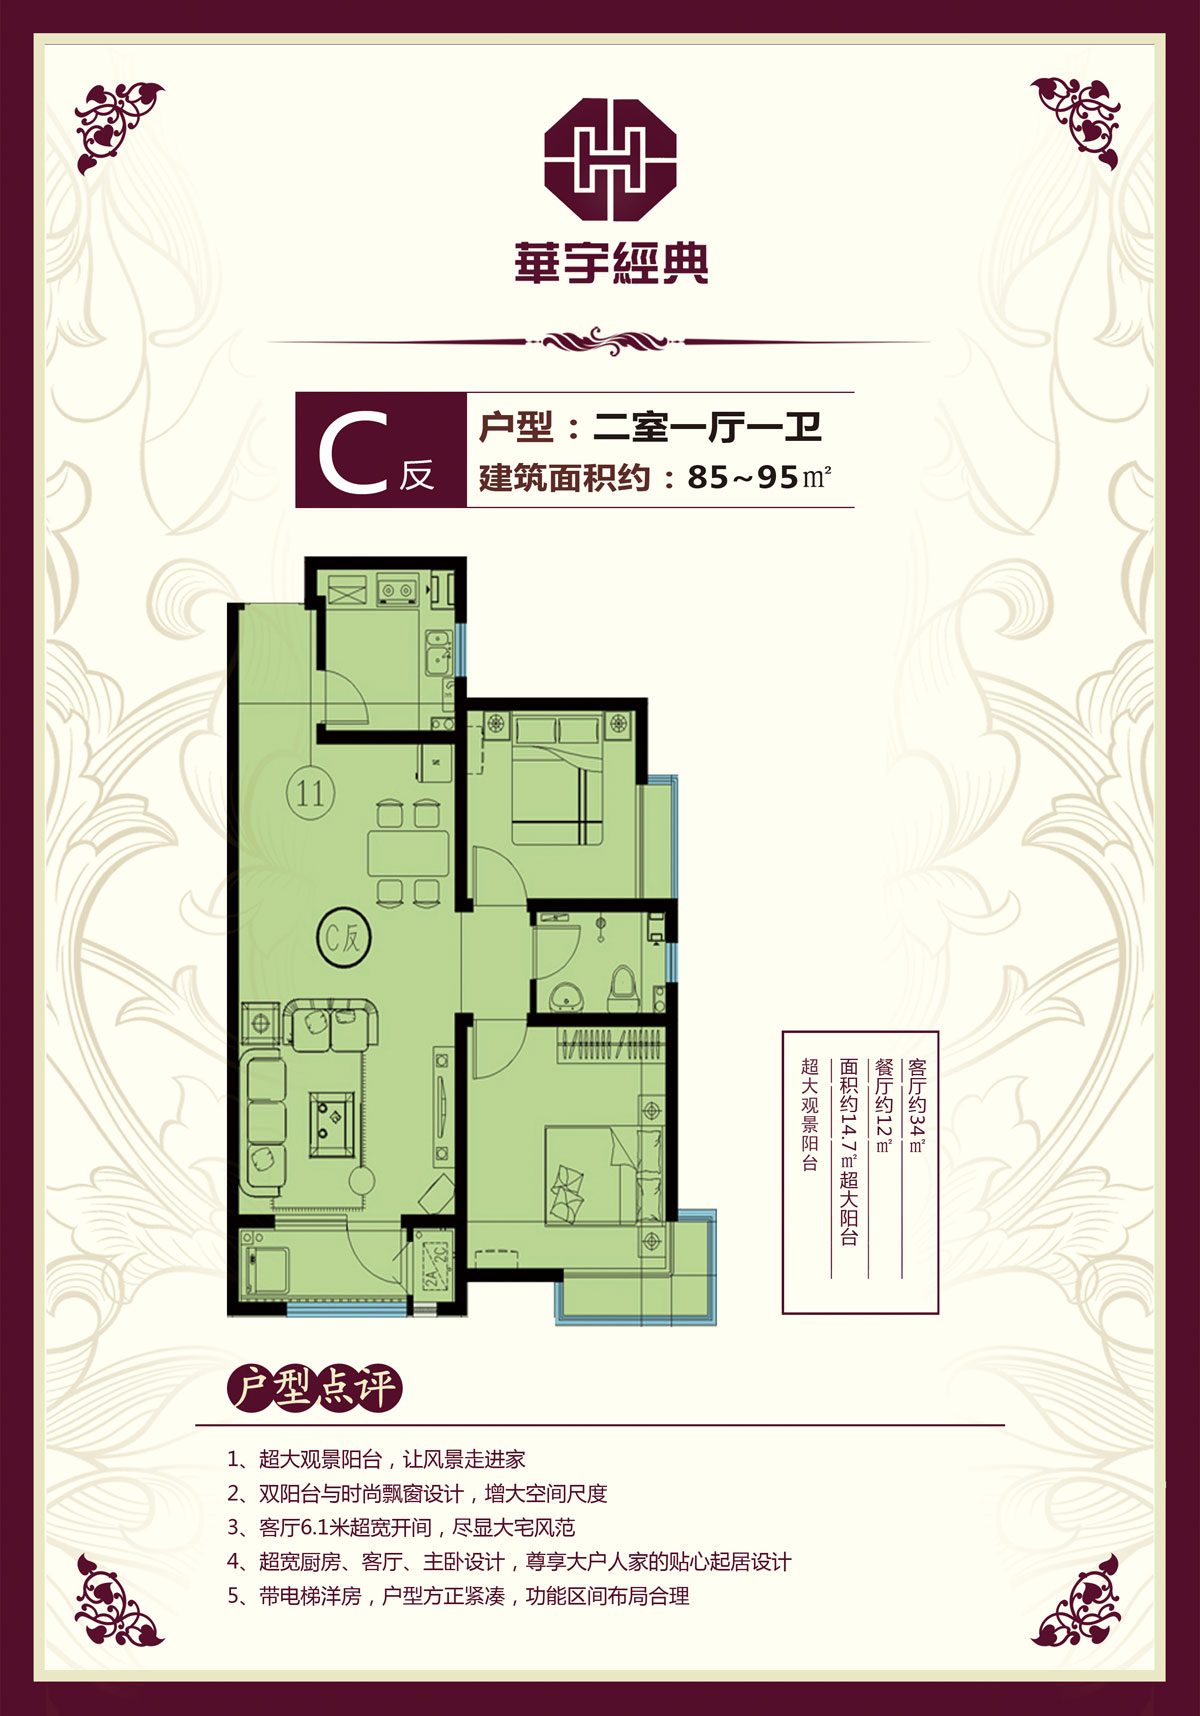 華宇經典
C反
户型：二室一厅一卫
建筑面积约：85~95㎡
11
C反
N
2A
2C
客厅约34㎡
餐厅约12㎡
面积约14.7㎡超大阳台
超大观景阳台
户型点评
1、超大观景阳台，让风景走进家
2、双阳台与时尚飘窗设计，增大空间尺度
3、客厅6.1米超宽开间，尽显大宅风范
4、超宽厨房、客厅、主卧设计，尊享大户人家的贴心起居设计
5、带电梯洋房，户型方正紧凑，功能区间布局合理